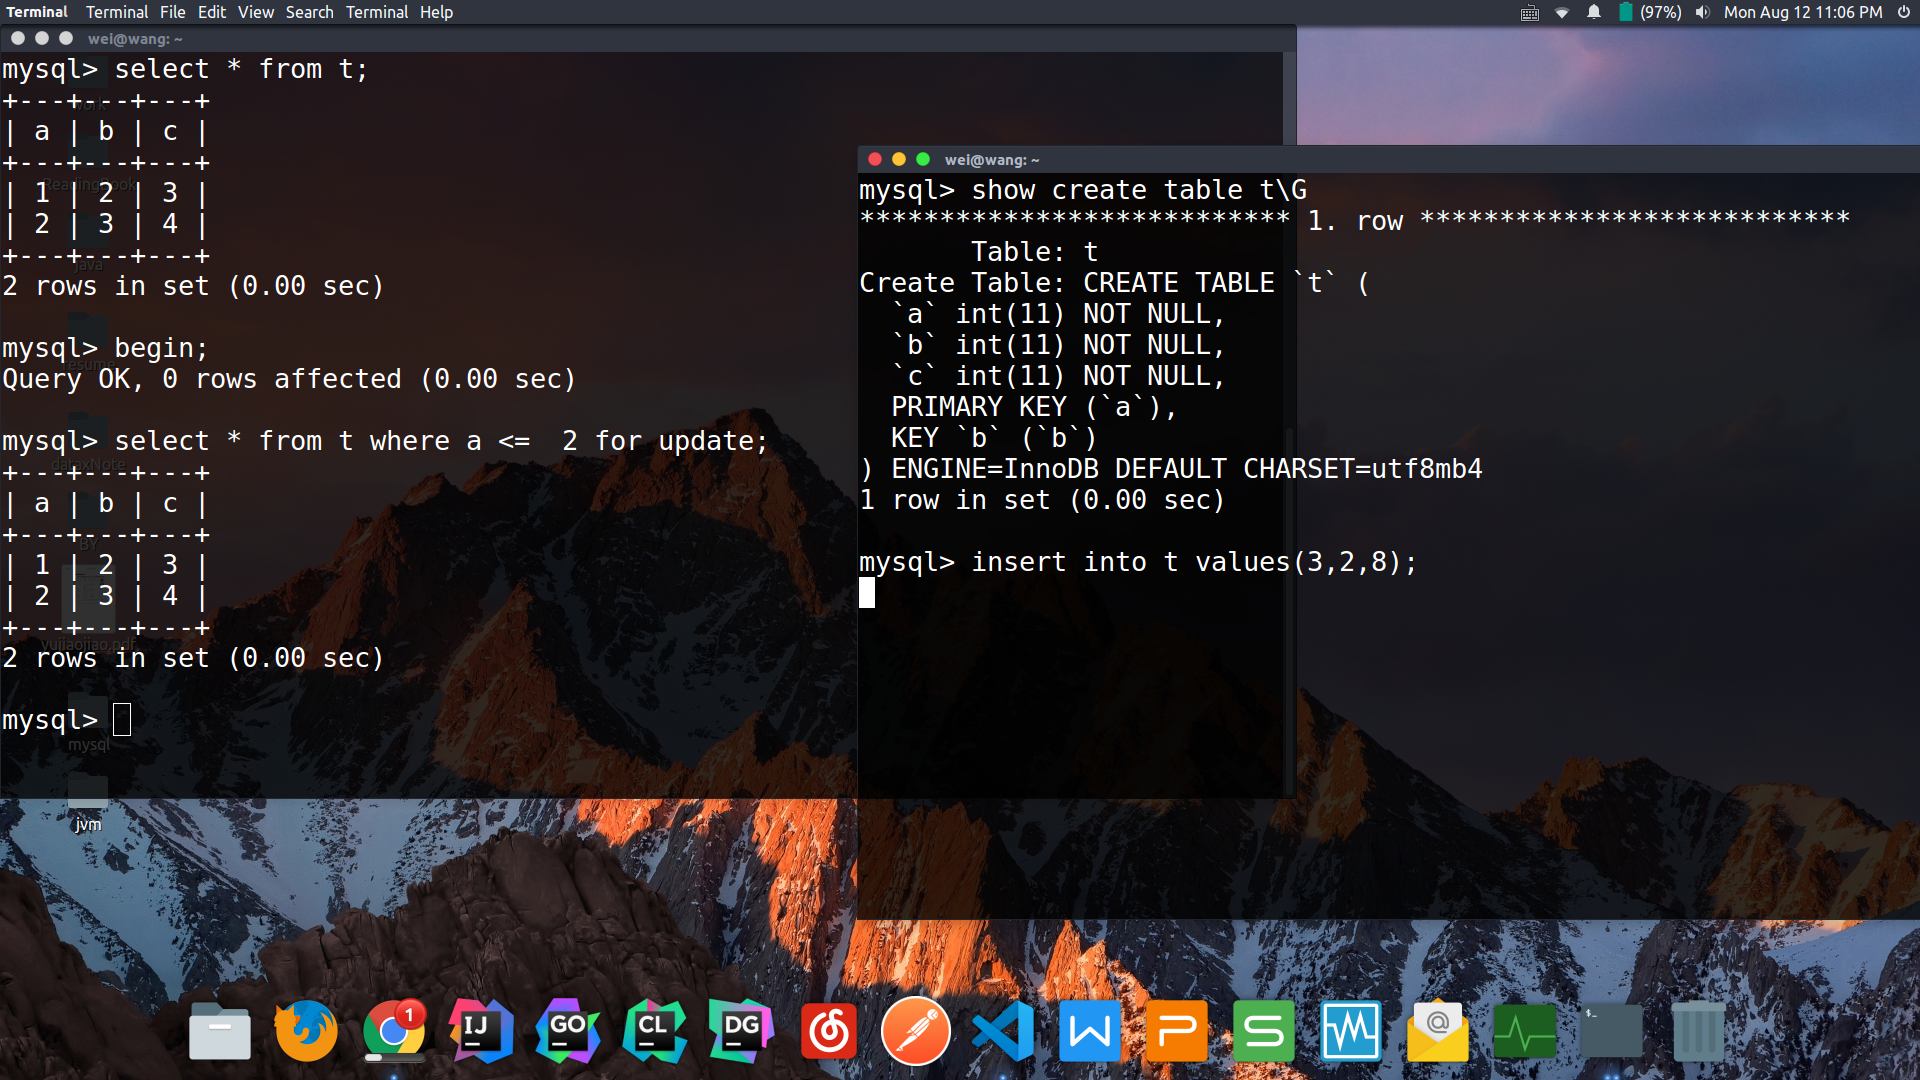 Terminal Terminal File Edit View Search Terminal Help (97%) Mon Aug 12 11:06 PM
wei@wang: ~
mysql> select * from t;
+---+---+---+
| a | b | c |
+---+---+---+
| 1 | 2 | 3 |
| 2 | 3 | 4 |
+---+---+---+
2 rows in set (0.00 sec)
mysql> begin;
Query OK, 0 rows affected (0.00 sec)
mysql> select * from t where a <=  2 for update;
+---+---+---+
| a | b | c |
+---+---+---+
| 1 | 2 | 3 |
| 2 | 3 | 4 |
+---+---+---+
2 rows in set (0.00 sec)
mysql>
ReadingBook
java
dataxNote
BY
yujiaojiao.pdf
mysql
jvm
wei@wang: ~
mysql> show create table t\G
*************************** 1. row ***************************
       Table: t
Create Table: CREATE TABLE `t` (
  `a` int(11) NOT NULL,
  `b` int(11) NOT NULL,
  `c` int(11) NOT NULL,
  PRIMARY KEY (`a`),
  KEY `b` (`b`)
) ENGINE=InnoDB DEFAULT CHARSET=utf8mb4
1 row in set (0.00 sec)
mysql> insert into t values(3,2,8);
1
IJ
GO
CL
DG
W
P
S
@
$_